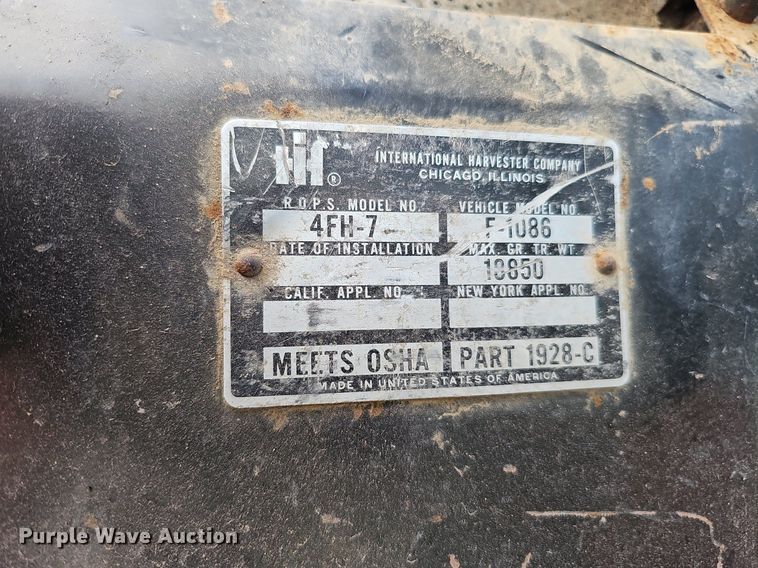 IH ®
INTERNATIONAL HARVESTER COMPANY
CHICAGO, ILLINOIS
R.O.P.S. MODEL NO. VEHICLE MODEL NO.
4FH-7 F-1086
DATE OF INSTALLATION MAX. GR. TR. WT.
18850
CALIF. APPL. NO. NEW YORK APPL. NO.
MEETS OSHA PART 1928-C
MADE IN UNITED STATES OF AMERICA
Purple Wave Auction®